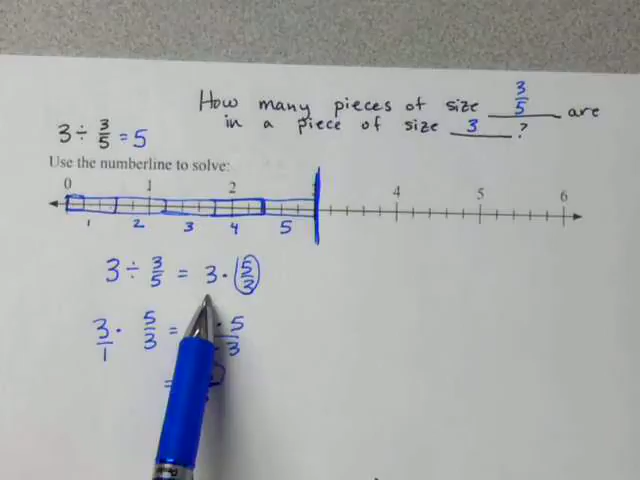 How many pieces of size 3/5 are
in a piece of size 3 ?
3 ÷ 3/5 = 5
Use the numberline to solve:
0 1 2 4 5 6
1 2 3 4 5
3 ÷ 3/5 = 3 · 5/3
3/1 · 5/3 = · 5 / 3
=